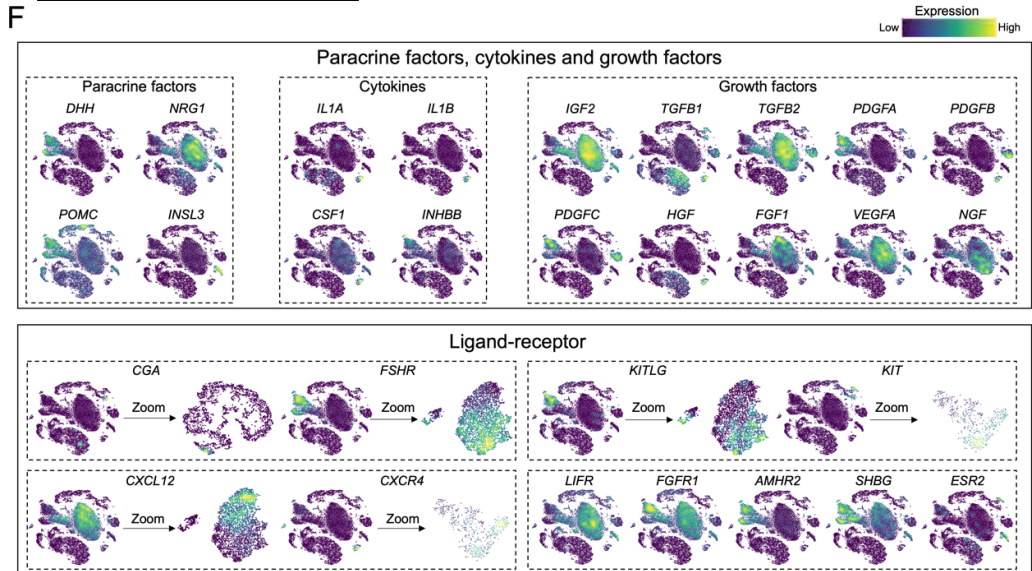 F
Expression
Low High
Paracrine factors, cytokines and growth factors
Paracrine factors
Cytokines
Growth factors
DHH NRG1
IL1A IL1B
IGF2 TGFB1 TGFB2 PDGFA PDGFB
POMC INSL3
CSF1 INHBB
PDGFC HGF FGF1 VEGFA NGF
Ligand-receptor
CGA FSHR
Zoom Zoom
KITLG KIT
Zoom Zoom
CXCL12 CXCR4
Zoom Zoom
LIFR FGFR1 AMHR2 SHBG ESR2